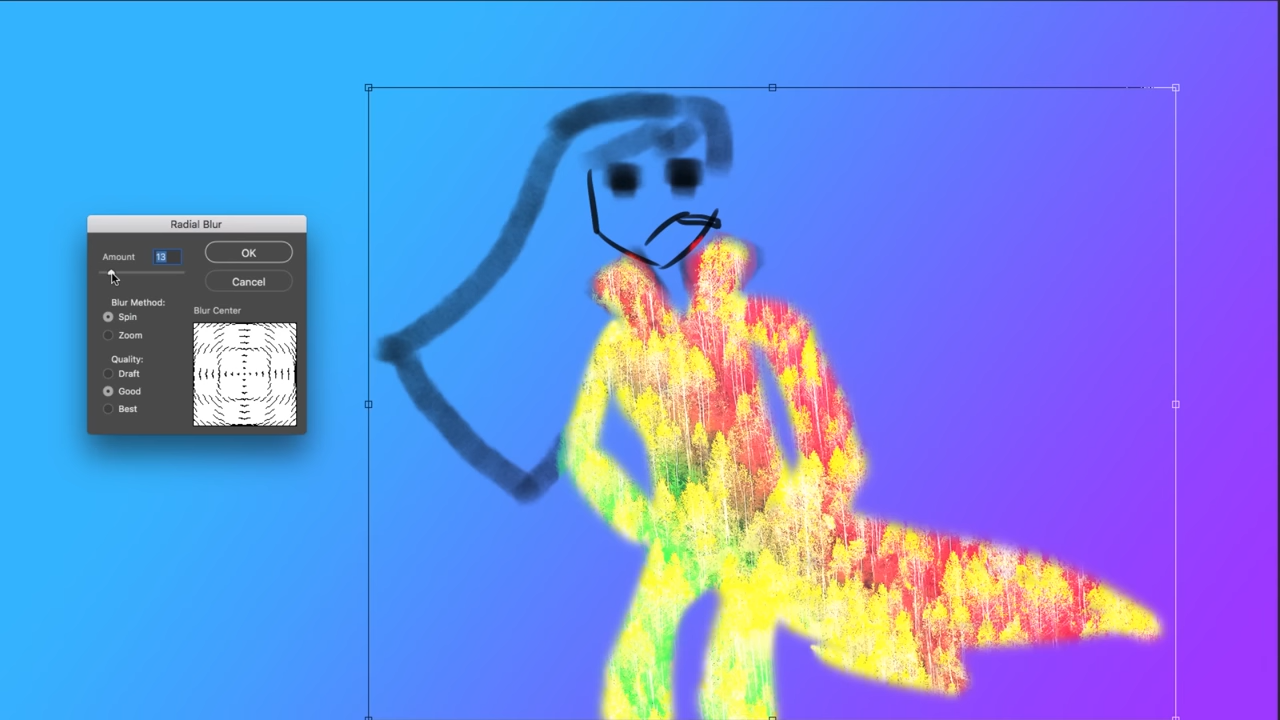 Radial Blur
Amount 13
OK
Cancel
Blur Method:
Spin
Zoom
Blur Center
Quality:
Draft
Good
Best